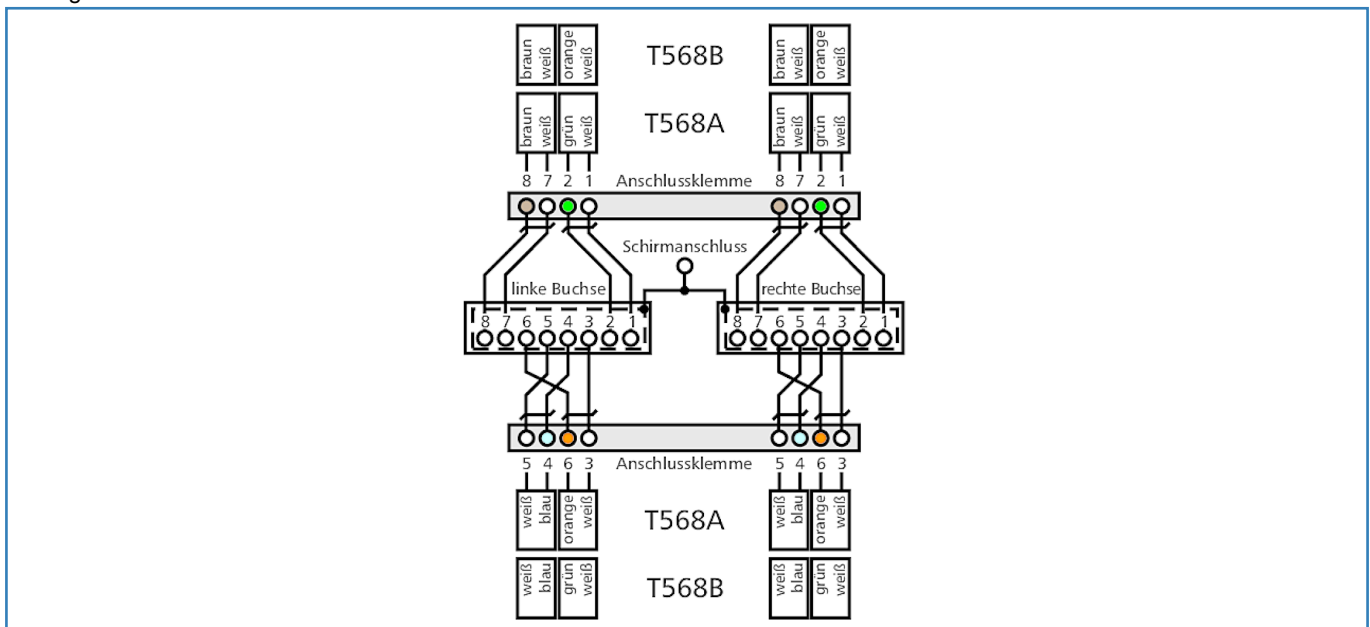 braun weiß orange weiß T568B braun weiß orange weiß
braun weiß grün weiß T568A braun weiß grün weiß
8 7 2 1 Anschlussklemme 8 7 2 1
Schirmanschluss
linke Buchse rechte Buchse
8 7 6 5 4 3 2 1 8 7 6 5 4 3 2 1
5 4 6 3 Anschlussklemme 5 4 6 3
weiß blau orange weiß T568A weiß blau orange weiß
weiß blau grün weiß T568B weiß blau grün weiß